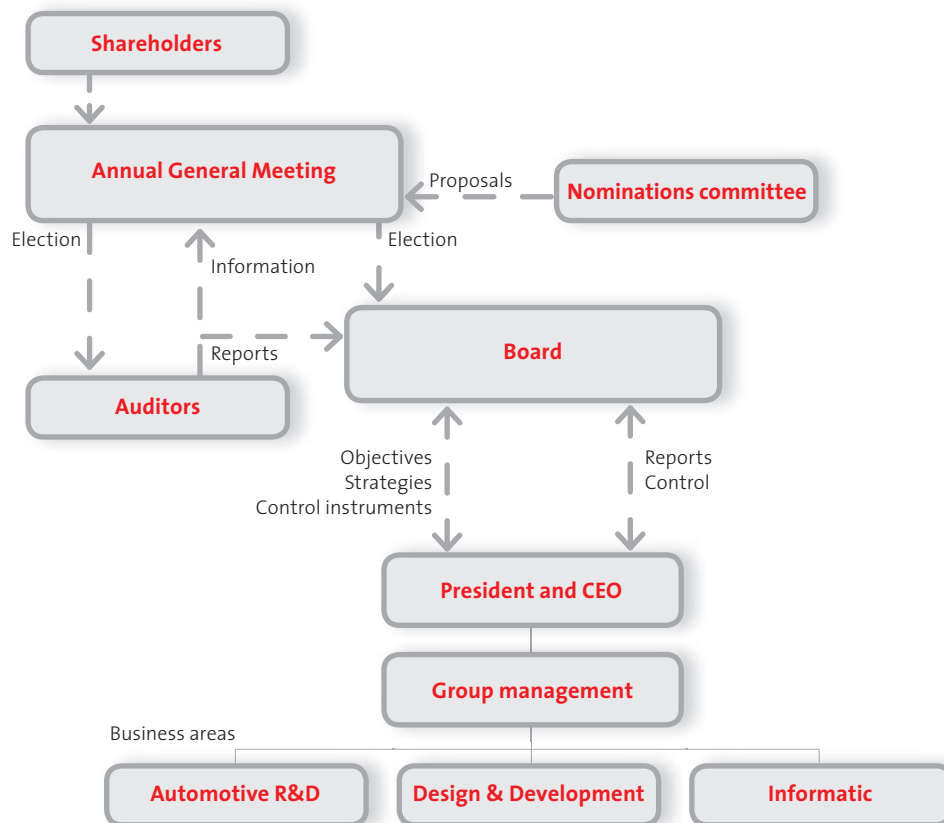 Shareholders
Annual General Meeting
Proposals
Nominations committee
Election
Information
Election
Reports
Board
Auditors
Objectives
Strategies
Control instruments
Reports
Control
President and CEO
Group management
Business areas
Automotive R&D
Design & Development
Informatic